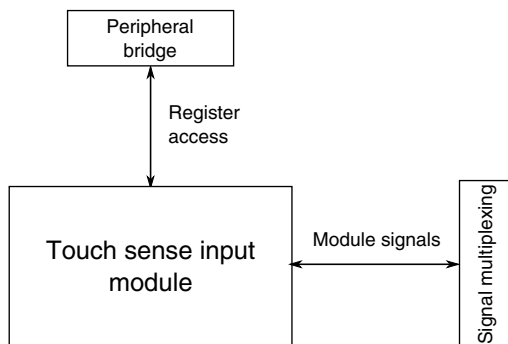 Peripheral
bridge
Register
access
Touch sense input
module
Module signals
Signal multiplexing